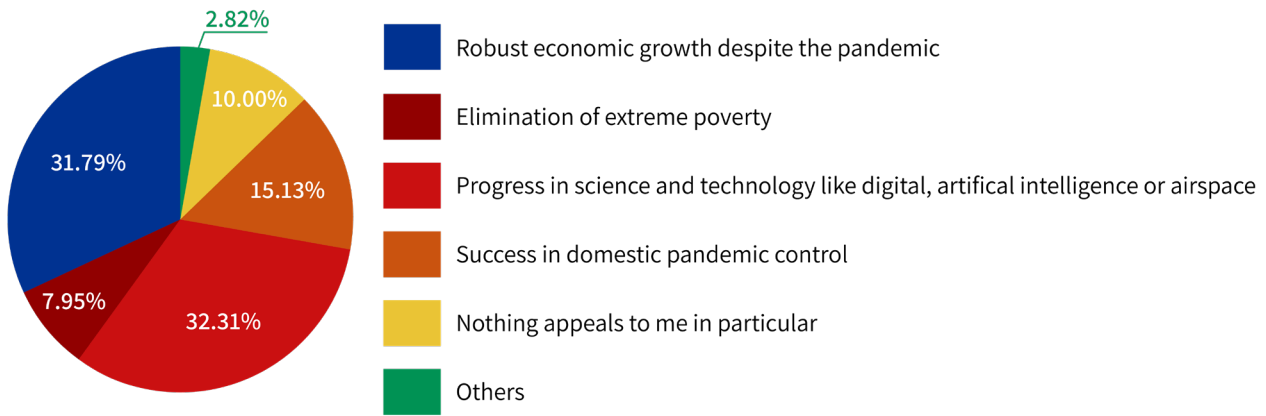 2.82%
10.00%
31.79%
15.13%
7.95%
32.31%
Robust economic growth despite the pandemic
Elimination of extreme poverty
Progress in science and technology like digital, artifical intelligence or airspace
Success in domestic pandemic control
Nothing appeals to me in particular
Others